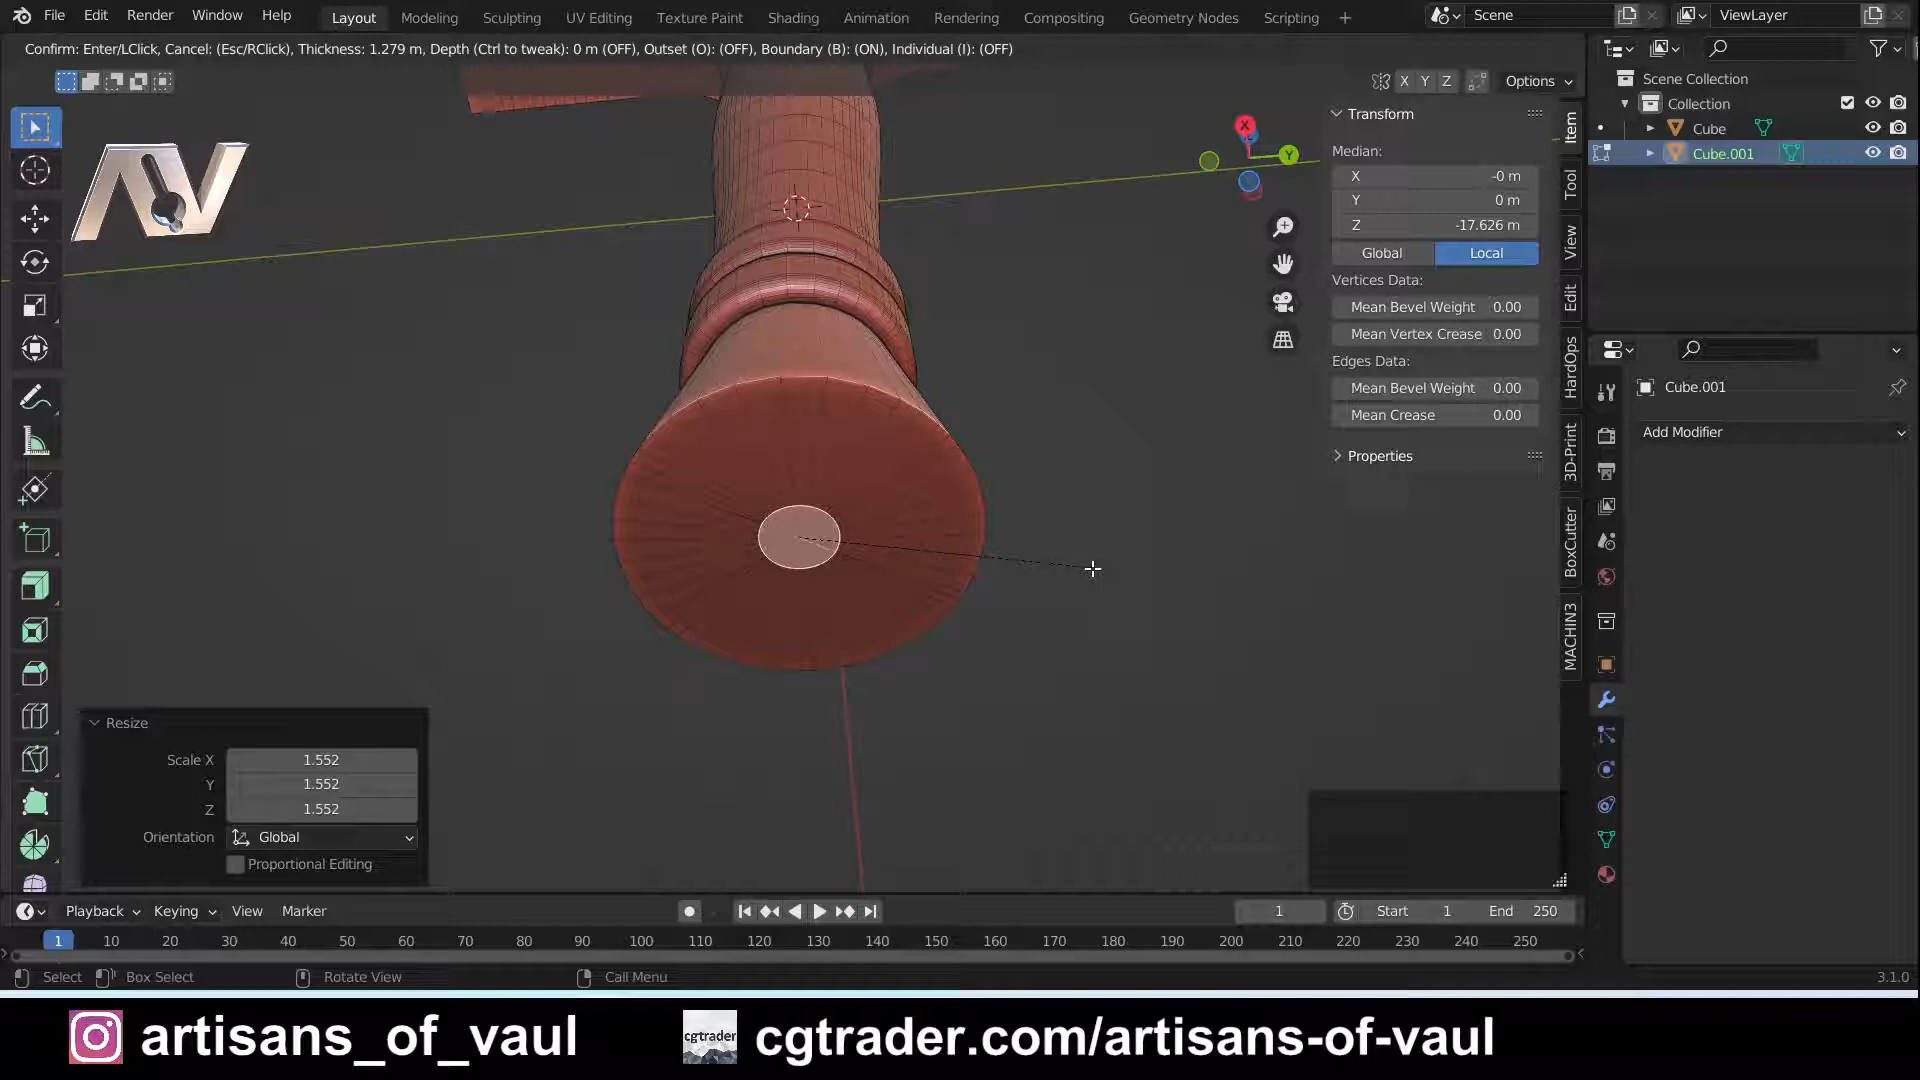 File Edit Render Window Help Layout Modeling Sculpting UV Editing Texture Paint Shading Animation Rendering Compositing Geometry Nodes Scripting + Scene ViewLayer
Confirm: Enter/LClick, Cancel: (Esc/RClick), Thickness: 1.279 m, Depth (Ctrl to tweak): 0 m (OFF), Outset (O): (OFF), Boundary (B): (ON), Individual (I): (OFF)
X Y Z Options
Scene Collection
Collection
Cube
Cube.001
AV
X
Y
Transform
Median:
X -0 m
Y 0 m
Z -17.626 m
Global Local
Vertices Data:
Mean Bevel Weight 0.00
Mean Vertex Crease 0.00
Edges Data:
Mean Bevel Weight 0.00
Mean Crease 0.00
Properties
Item
Tool
View
Edit
HardOps
3D-Print
BoxCutter
MACHIN3
Cube.001
Add Modifier
Resize
Scale X 1.552
Y 1.552
Z 1.552
Orientation Global
Proportional Editing
Playback Keying View Marker 1 Start 1 End 250
1 10 20 30 40 50 60 70 80 90 100 110 120 130 140 150 160 170 180 190 200 210 220 230 240 250
Select Box Select Rotate View Call Menu 3.1.0
artisans_of_vaul cgtrader cgtrader.com/artisans-of-vaul